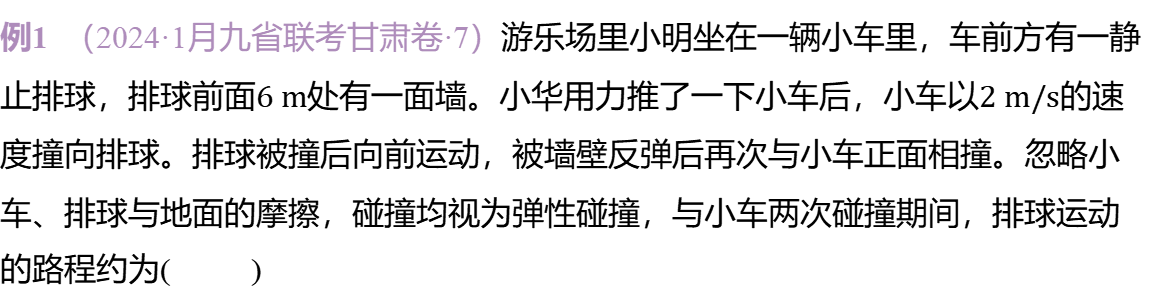 例1 （2024·1月九省联考甘肃卷·7）游乐场里小明坐在一辆小车里，车前方有一静
止排球，排球前面6 m处有一面墙。小华用力推了一下小车后，小车以2 m/s的速
度撞向排球。排球被撞后向前运动，被墙壁反弹后再次与小车正面相撞。忽略小
车、排球与地面的摩擦，碰撞均视为弹性碰撞，与小车两次碰撞期间，排球运动
的路程约为(  )